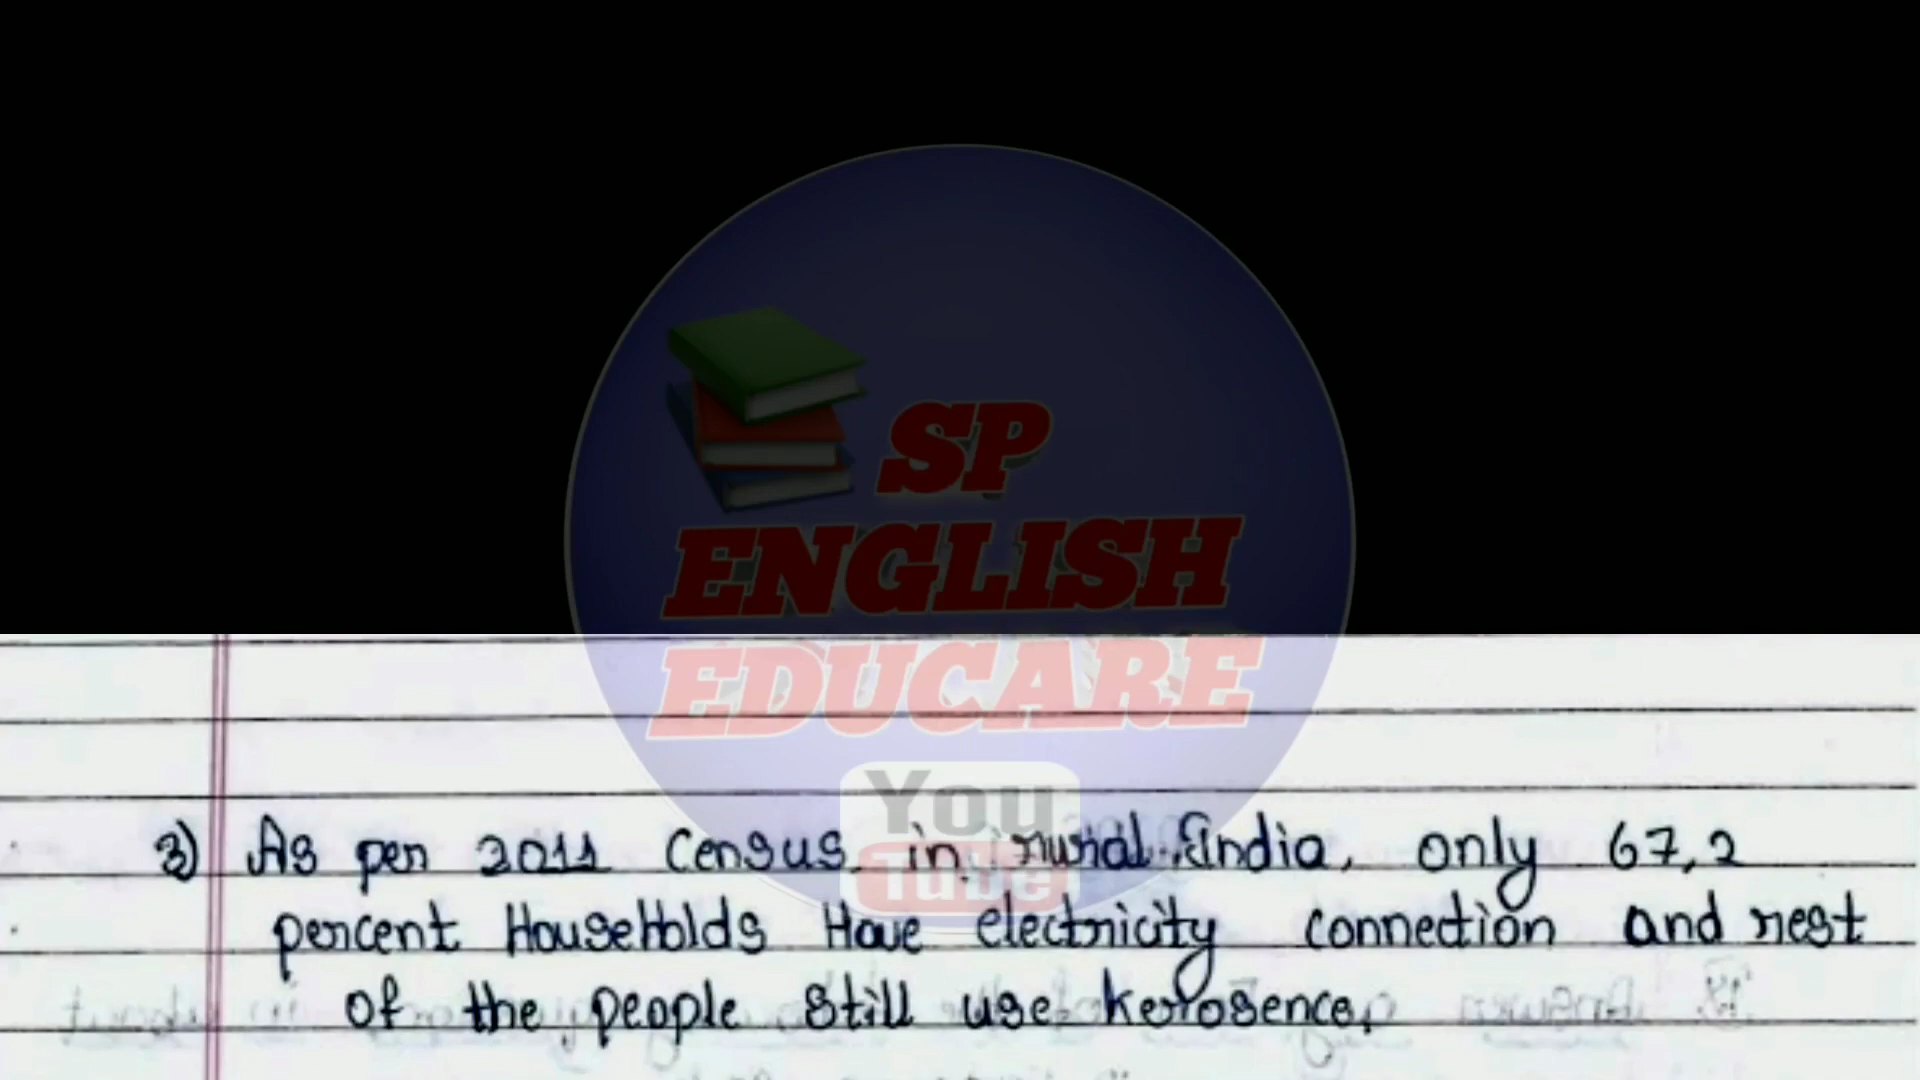 SP
ENGLISH
EDUCARE
You
Tube
3) As per 2011 Census, in rural India, only 67,2
percent HouseHolds Have electricity connection and rest
of the people still use kerosence.